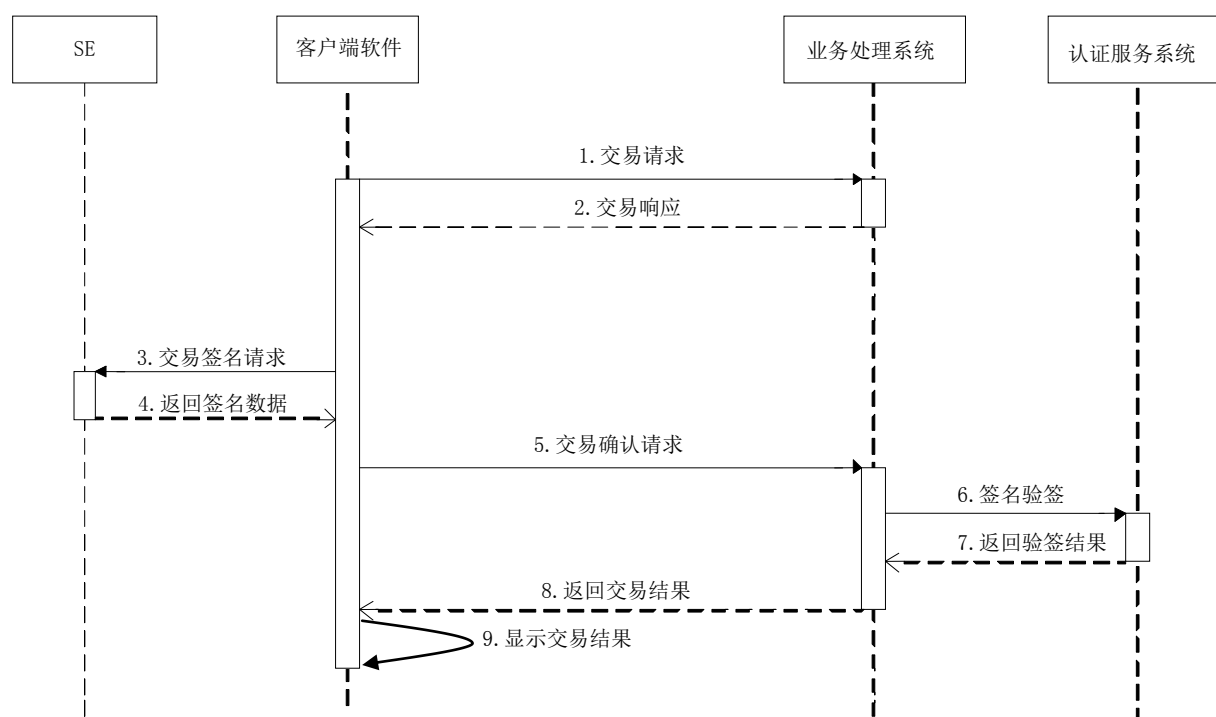 SE
客户端软件
业务处理系统
认证服务系统
1.交易请求
2.交易响应
3.交易签名请求
4.返回签名数据
5.交易确认请求
6.签名验签
7.返回验签结果
8.返回交易结果
9.显示交易结果